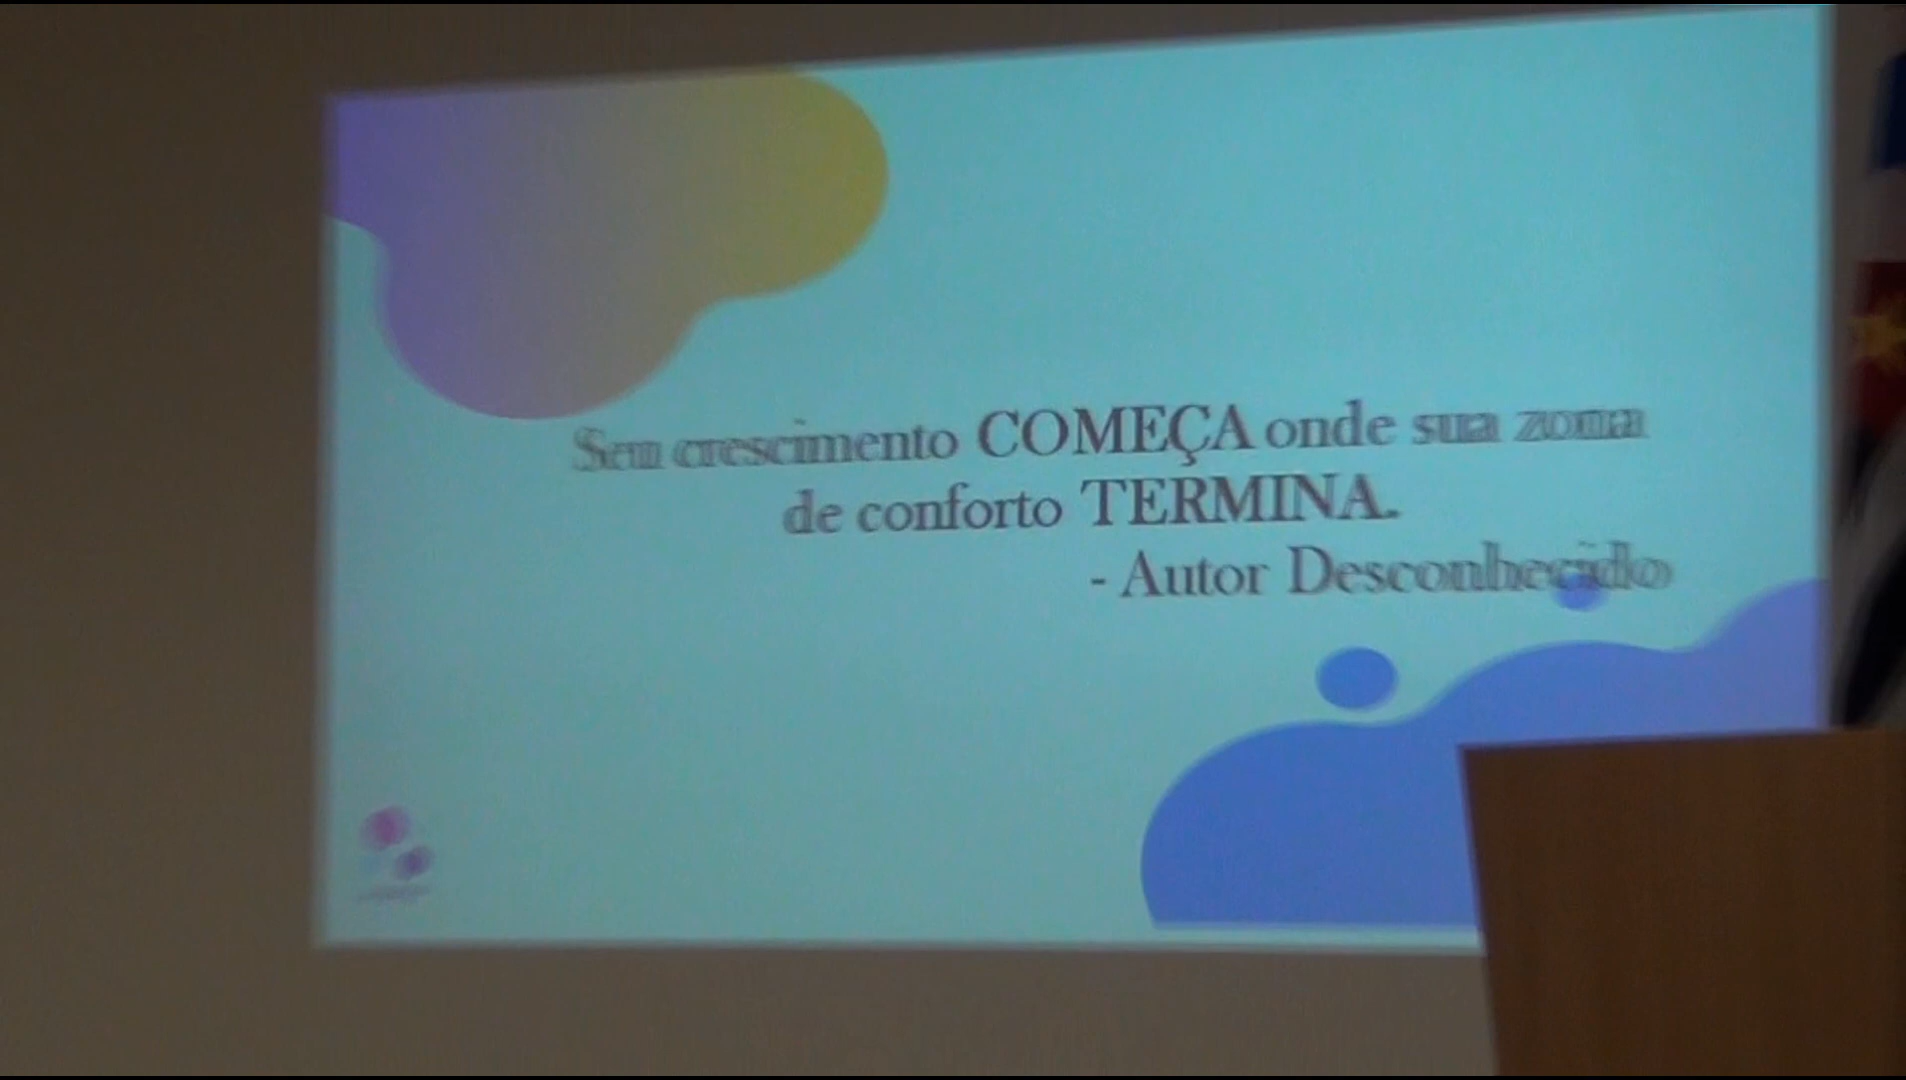 Seu crescimento COMEÇA onde sua zona
de conforto TERMINA.
- Autor Desconhecido